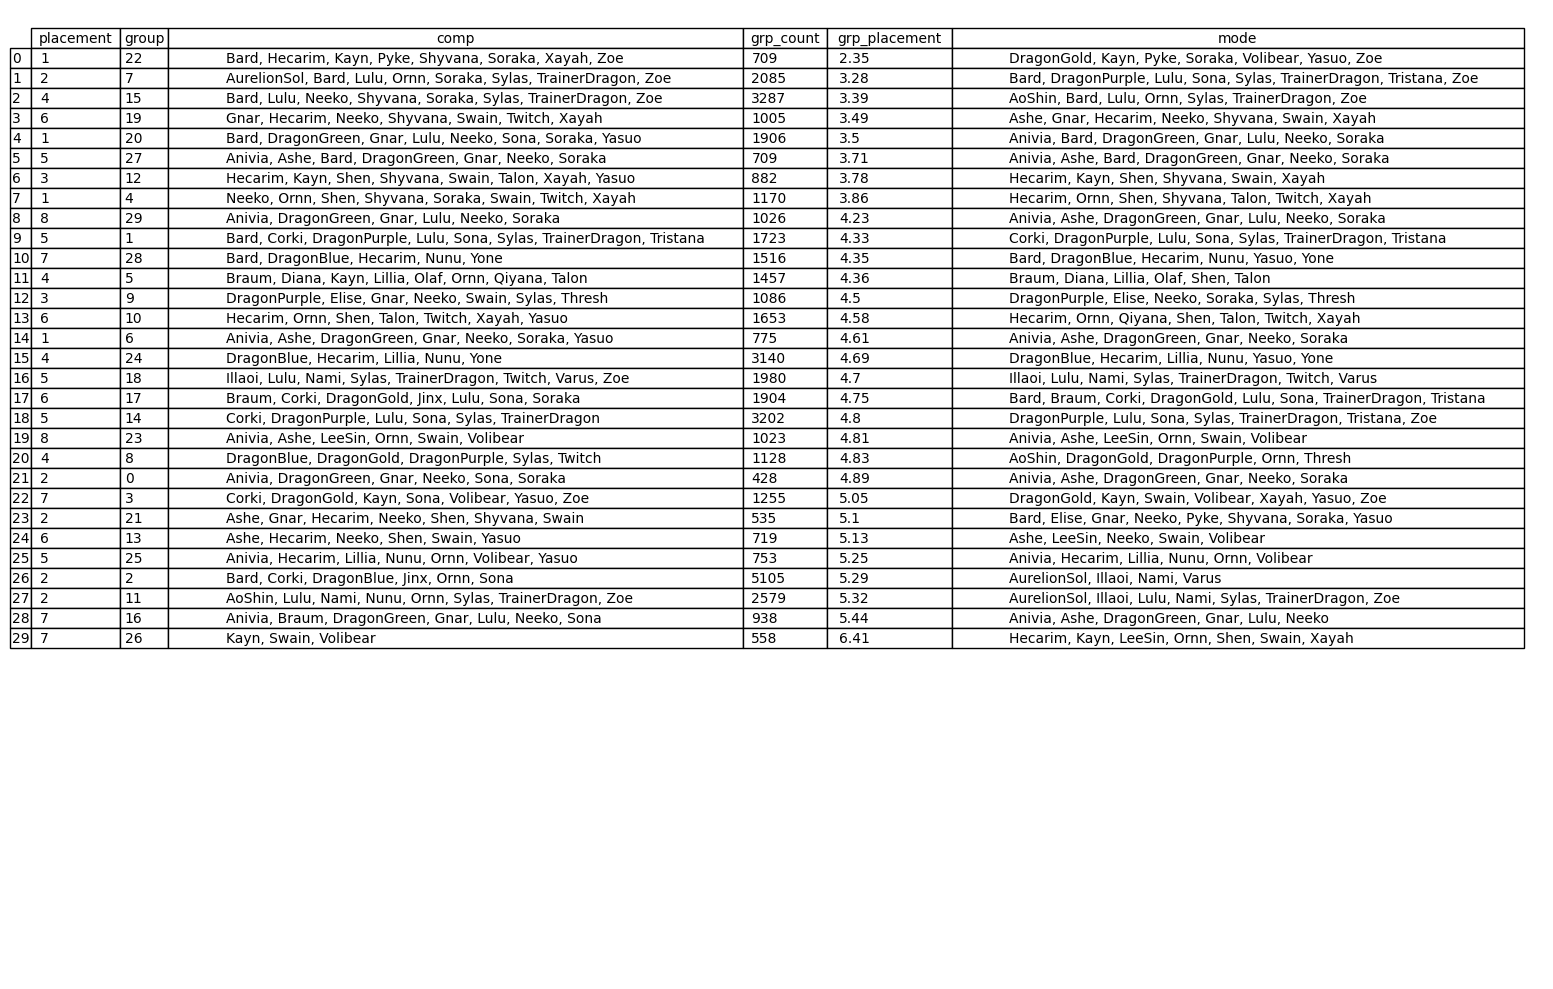 placement group comp grp_count grp_placement mode
0 1 22 Bard, Hecarim, Kayn, Pyke, Shyvana, Soraka, Xayah, Zoe 709 2.35 DragonGold, Kayn, Pyke, Soraka, Volibear, Yasuo, Zoe
1 2 7 AurelionSol, Bard, Lulu, Ornn, Soraka, Sylas, TrainerDragon, Zoe 2085 3.28 Bard, DragonPurple, Lulu, Sona, Sylas, TrainerDragon, Tristana, Zoe
2 4 15 Bard, Lulu, Neeko, Shyvana, Soraka, Sylas, TrainerDragon, Zoe 3287 3.39 AoShin, Bard, Lulu, Ornn, Sylas, TrainerDragon, Zoe
3 6 19 Gnar, Hecarim, Neeko, Shyvana, Swain, Twitch, Xayah 1005 3.49 Ashe, Gnar, Hecarim, Neeko, Shyvana, Swain, Xayah
4 1 20 Bard, DragonGreen, Gnar, Lulu, Neeko, Sona, Soraka, Yasuo 1906 3.5 Anivia, Bard, DragonGreen, Gnar, Lulu, Neeko, Soraka
5 5 27 Anivia, Ashe, Bard, DragonGreen, Gnar, Neeko, Soraka 709 3.71 Anivia, Ashe, Bard, DragonGreen, Gnar, Neeko, Soraka
6 3 12 Hecarim, Kayn, Shen, Shyvana, Swain, Talon, Xayah, Yasuo 882 3.78 Hecarim, Kayn, Shen, Shyvana, Swain, Xayah
7 1 4 Neeko, Ornn, Shen, Shyvana, Soraka, Swain, Twitch, Xayah 1170 3.86 Hecarim, Ornn, Shen, Shyvana, Talon, Twitch, Xayah
8 8 29 Anivia, DragonGreen, Gnar, Lulu, Neeko, Soraka 1026 4.23 Anivia, Ashe, DragonGreen, Gnar, Lulu, Neeko, Soraka
9 5 1 Bard, Corki, DragonPurple, Lulu, Sona, Sylas, TrainerDragon, Tristana 1723 4.33 Corki, DragonPurple, Lulu, Sona, Sylas, TrainerDragon, Tristana
10 7 28 Bard, DragonBlue, Hecarim, Nunu, Yone 1516 4.35 Bard, DragonBlue, Hecarim, Nunu, Yasuo, Yone
11 4 5 Braum, Diana, Kayn, Lillia, Olaf, Ornn, Qiyana, Talon 1457 4.36 Braum, Diana, Lillia, Olaf, Shen, Talon
12 3 9 DragonPurple, Elise, Gnar, Neeko, Swain, Sylas, Thresh 1086 4.5 DragonPurple, Elise, Neeko, Soraka, Sylas, Thresh
13 6 10 Hecarim, Ornn, Shen, Talon, Twitch, Xayah, Yasuo 1653 4.58 Hecarim, Ornn, Qiyana, Shen, Talon, Twitch, Xayah
14 1 6 Anivia, Ashe, DragonGreen, Gnar, Neeko, Soraka, Yasuo 775 4.61 Anivia, Ashe, DragonGreen, Gnar, Neeko, Soraka
15 4 24 DragonBlue, Hecarim, Lillia, Nunu, Yone 3140 4.69 DragonBlue, Hecarim, Lillia, Nunu, Yasuo, Yone
16 5 18 Illaoi, Lulu, Nami, Sylas, TrainerDragon, Twitch, Varus, Zoe 1980 4.7 Illaoi, Lulu, Nami, Sylas, TrainerDragon, Twitch, Varus
17 6 17 Braum, Corki, DragonGold, Jinx, Lulu, Sona, Soraka 1904 4.75 Bard, Braum, Corki, DragonGold, Lulu, Sona, TrainerDragon, Tristana
18 5 14 Corki, DragonPurple, Lulu, Sona, Sylas, TrainerDragon 3202 4.8 DragonPurple, Lulu, Sona, Sylas, TrainerDragon, Tristana, Zoe
19 8 23 Anivia, Ashe, LeeSin, Ornn, Swain, Volibear 1023 4.81 Anivia, Ashe, LeeSin, Ornn, Swain, Volibear
20 4 8 DragonBlue, DragonGold, DragonPurple, Sylas, Twitch 1128 4.83 AoShin, DragonGold, DragonPurple, Ornn, Thresh
21 2 0 Anivia, DragonGreen, Gnar, Neeko, Sona, Soraka 428 4.89 Anivia, Ashe, DragonGreen, Gnar, Neeko, Soraka
22 7 3 Corki, DragonGold, Kayn, Sona, Volibear, Yasuo, Zoe 1255 5.05 DragonGold, Kayn, Swain, Volibear, Xayah, Yasuo, Zoe
23 2 21 Ashe, Gnar, Hecarim, Neeko, Shen, Shyvana, Swain 535 5.1 Bard, Elise, Gnar, Neeko, Pyke, Shyvana, Soraka, Yasuo
24 6 13 Ashe, Hecarim, Neeko, Shen, Swain, Yasuo 719 5.13 Ashe, LeeSin, Neeko, Swain, Volibear
25 5 25 Anivia, Hecarim, Lillia, Nunu, Ornn, Volibear, Yasuo 753 5.25 Anivia, Hecarim, Lillia, Nunu, Ornn, Volibear
26 2 2 Bard, Corki, DragonBlue, Jinx, Ornn, Sona 5105 5.29 AurelionSol, Illaoi, Nami, Varus
27 2 11 AoShin, Lulu, Nami, Nunu, Ornn, Sylas, TrainerDragon, Zoe 2579 5.32 AurelionSol, Illaoi, Lulu, Nami, Sylas, TrainerDragon, Zoe
28 7 16 Anivia, Braum, DragonGreen, Gnar, Lulu, Neeko, Sona 938 5.44 Anivia, Ashe, DragonGreen, Gnar, Lulu, Neeko
29 7 26 Kayn, Swain, Volibear 558 6.41 Hecarim, Kayn, LeeSin, Ornn, Shen, Swain, Xayah